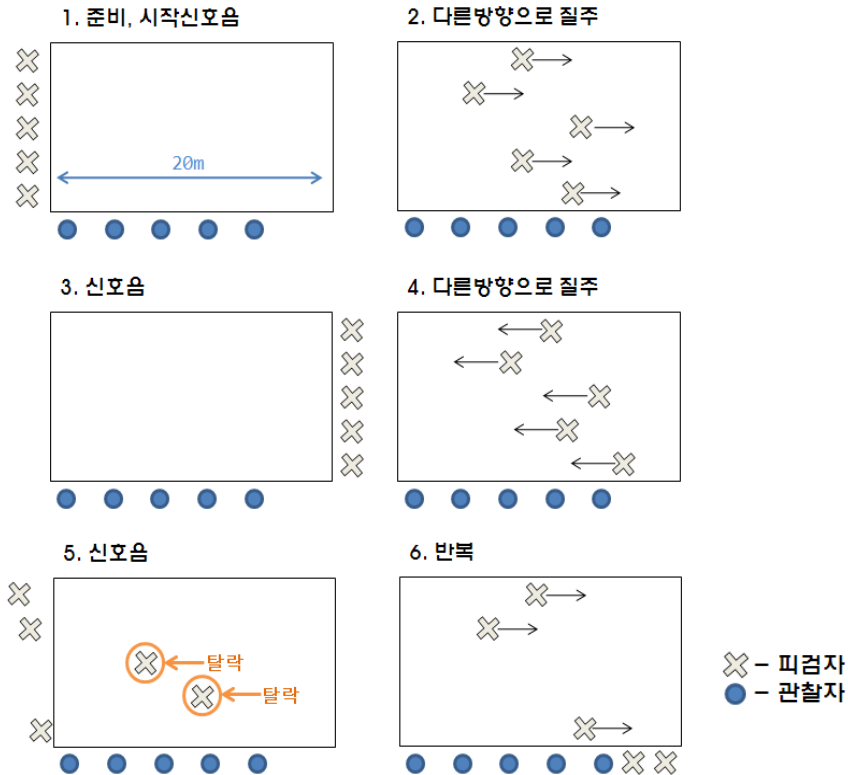 1. 준비, 시작신호음
2. 다른방향으로 질주
20m
3. 신호음
4. 다른방향으로 질주
5. 신호음
6. 반복
탈락
탈락
– 피검자
– 관찰자